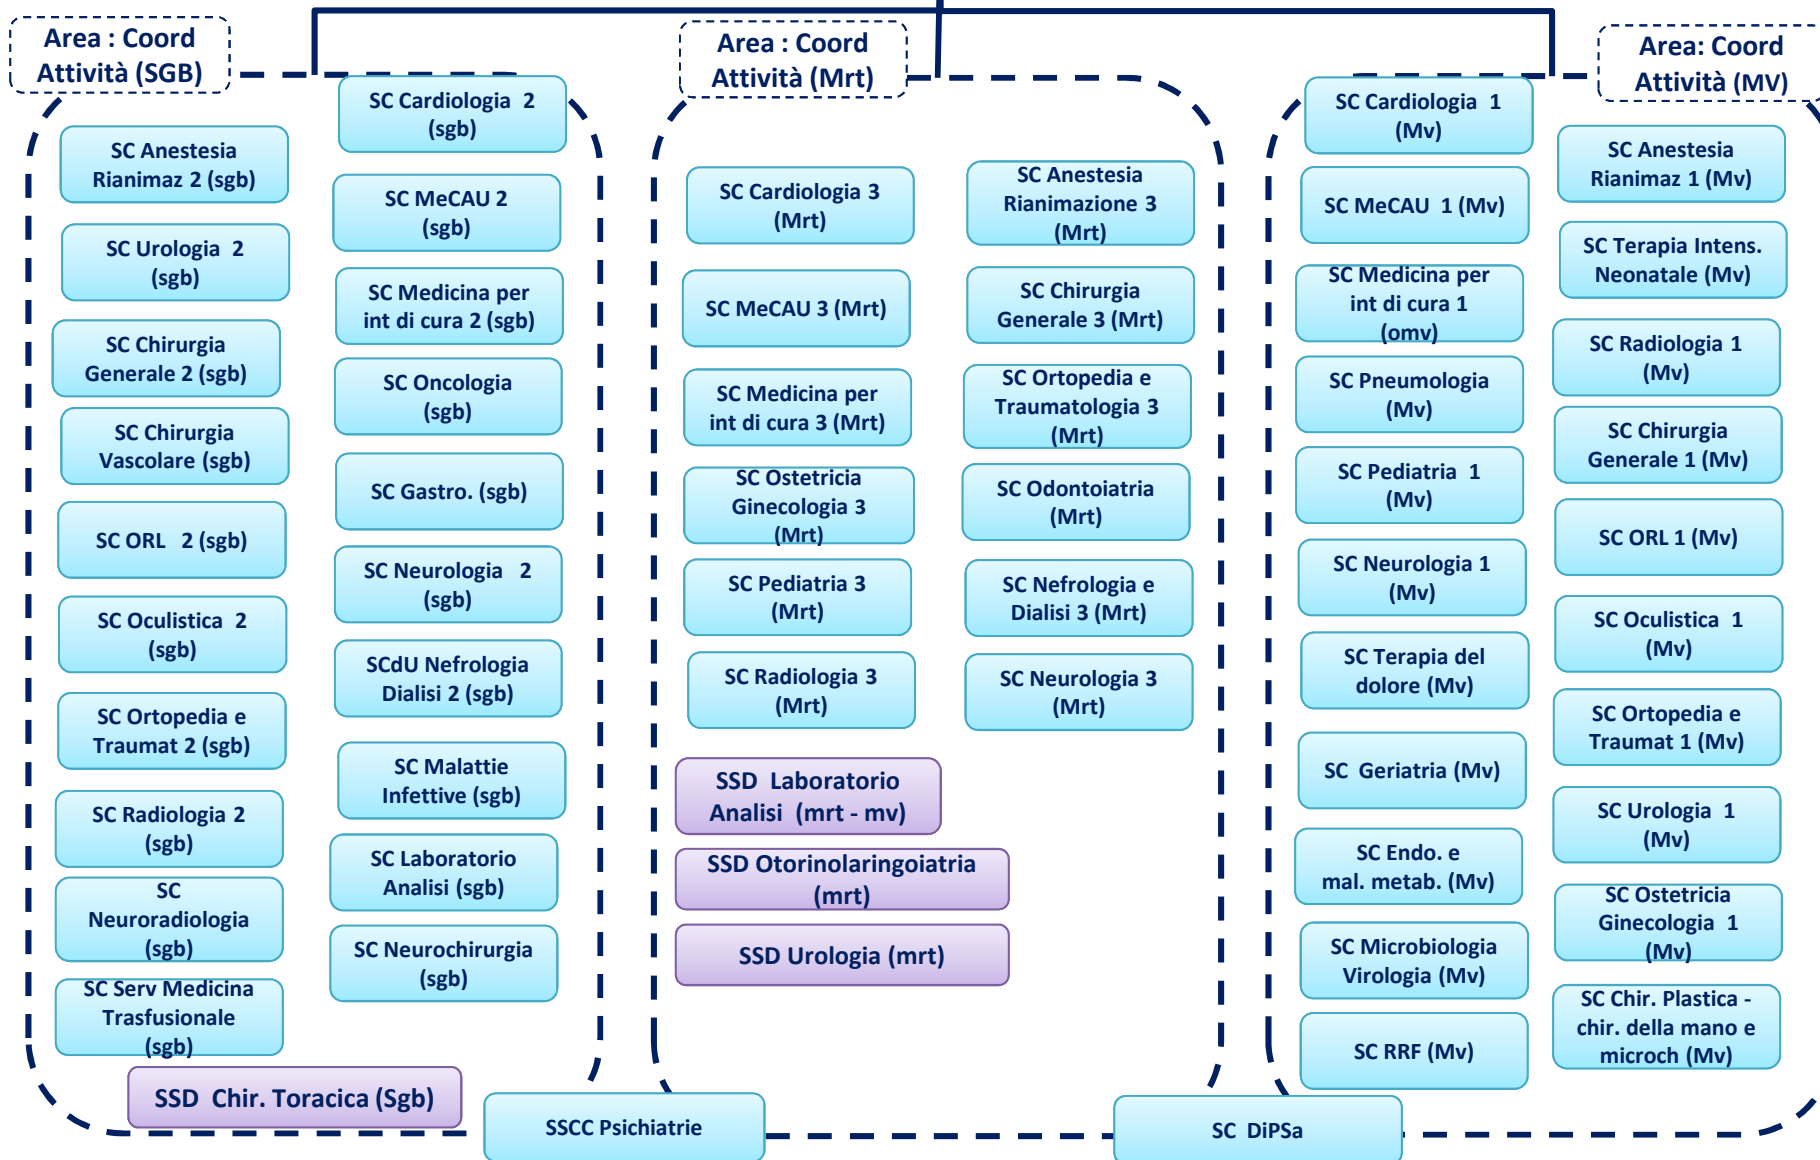 Area : Coord
Attività (SGB)
SC Anestesia
Rianimaz 2 (sgb)
SC Urologia 2
(sgb)
SC Chirurgia
Generale 2 (sgb)
SC Chirurgia
Vascolare (sgb)
SC ORL 2 (sgb)
SC Oculistica 2
(sgb)
SC Ortopedia e
Traumat 2 (sgb)
SC Radiologia 2
(sgb)
SC
Neuroradiologia
(sgb)
SC Serv Medicina
Trasfusionale
(sgb)
SSD Chir. Toracica (Sgb)
SC Cardiologia 2
(sgb)
SC MeCAU 2
(sgb)
SC Medicina per
int di cura 2 (sgb)
SC Oncologia
(sgb)
SC Gastro. (sgb)
SC Neurologia 2
(sgb)
SCdU Nefrologia
Dialisi 2 (sgb)
SC Malattie
Infettive (sgb)
SC Laboratorio
Analisi (sgb)
SC Neurochirurgia
(sgb)
Area : Coord
Attività (Mrt)
SC Cardiologia 3
(Mrt)
SC MeCAU 3 (Mrt)
SC Medicina per
int di cura 3 (Mrt)
SC Ostetricia
Ginecologia 3
(Mrt)
SC Pediatria 3
(Mrt)
SC Radiologia 3
(Mrt)
SC Anestesia
Rianimazione 3
(Mrt)
SC Chirurgia
Generale 3 (Mrt)
SC Ortopedia e
Traumatologia 3
(Mrt)
SC Odontoiatria
(Mrt)
SC Nefrologia e
Dialisi 3 (Mrt)
SC Neurologia 3
(Mrt)
SSD Laboratorio
Analisi (mrt - mv)
SSD Otorinolaringoiatria
(mrt)
SSD Urologia (mrt)
Area: Coord
Attività (MV)
SC Cardiologia 1
(Mv)
SC MeCAU 1 (Mv)
SC Medicina per
int di cura 1
(omv)
SC Pneumologia
(Mv)
SC Pediatria 1
(Mv)
SC Neurologia 1
(Mv)
SC Terapia del
dolore (Mv)
SC Geriatria (Mv)
SC Endo. e
mal. metab. (Mv)
SC Microbiologia
Virologia (Mv)
SC RRF (Mv)
SC Anestesia
Rianimaz 1 (Mv)
SC Terapia Intens.
Neonatale (Mv)
SC Radiologia 1
(Mv)
SC Chirurgia
Generale 1 (Mv)
SC ORL 1 (Mv)
SC Oculistica 1
(Mv)
SC Ortopedia e
Traumat 1 (Mv)
SC Urologia 1
(Mv)
SC Ostetricia
Ginecologia 1
(Mv)
SC Chir. Plastica -
chir. della mano e
microch (Mv)
SSCC Psichiatrie
SC DiPSa